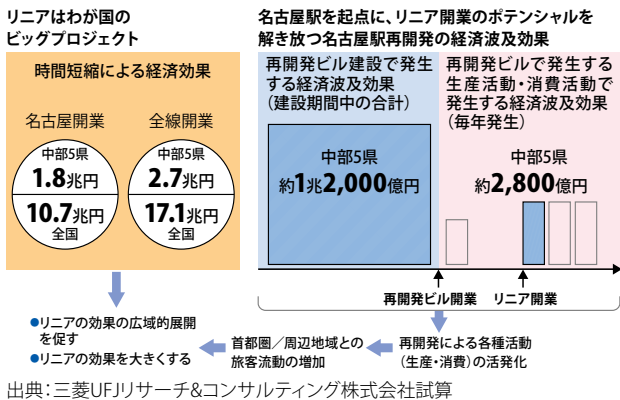 リニアはわが国の
ビッグプロジェクト
時間短縮による経済効果
名古屋開業
中部5県
1.8兆円
10.7兆円
全国
全線開業
中部5県
2.7兆円
17.1兆円
全国
名古屋駅を起点に、リニア開業のポテンシャルを
解き放つ名古屋駅再開発の経済波及効果
再開発ビル建設で発生
する経済波及効果
（建設期間中の合計）
中部5県
約1兆2,000億円
再開発ビルで発生する
生産活動・消費活動で
発生する経済波及効果
（毎年発生）
中部5県
約2,800億円
再開発ビル開業
リニア開業
再開発による各種活動
（生産・消費）の活発化
首都圏／周辺地域との
旅客流動の増加
●リニアの効果の広域的展開
を促す
●リニアの効果を大きくする
出典：三菱UFJリサーチ&コンサルティング株式会社試算